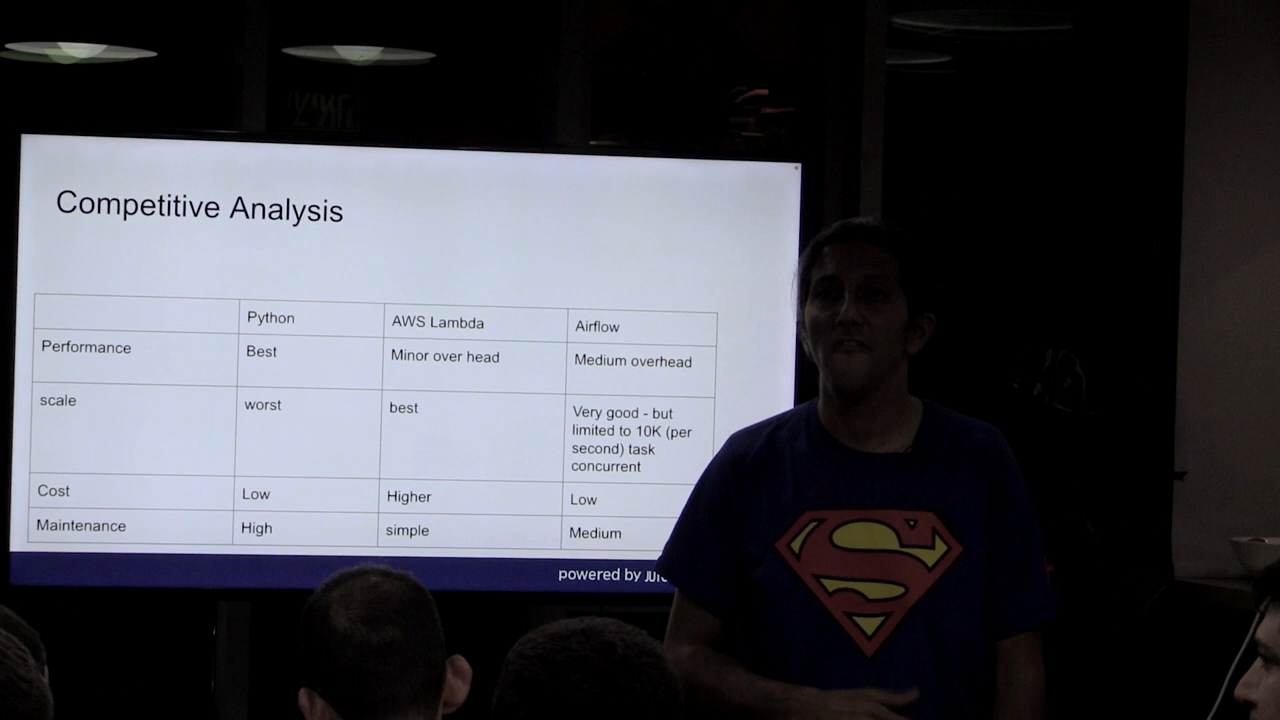 Competitive Analysis
Python AWS Lambda Airflow
Performance Best Minor over head Medium overhead
scale worst best Very good - but
limited to 10K (per
second) task
concurrent
Cost Low Higher Low
Maintenance High simple Medium
powered by
S